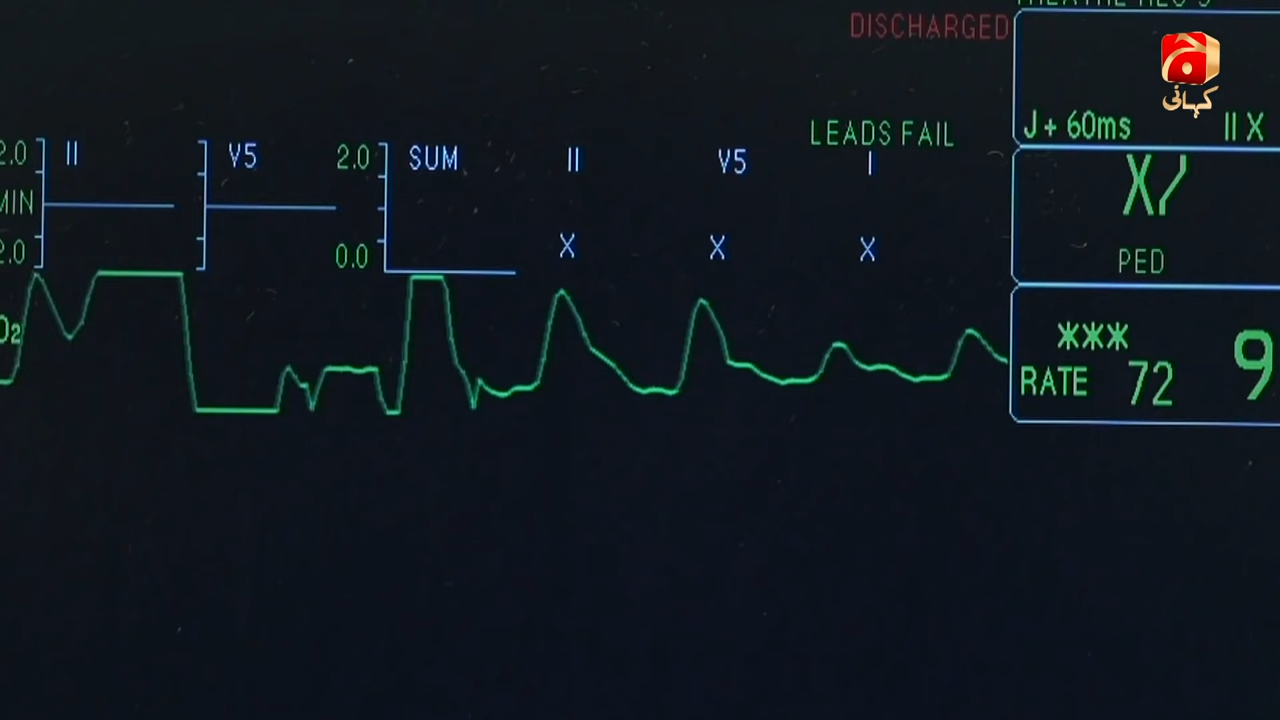 DISCHARGED
LEADS FAIL
J + 60ms II X
2.0 II V5 2.0 SUM II V5 I
MIN
2.0 0.0 X X X
PED
***
RATE 72 9
کہانی